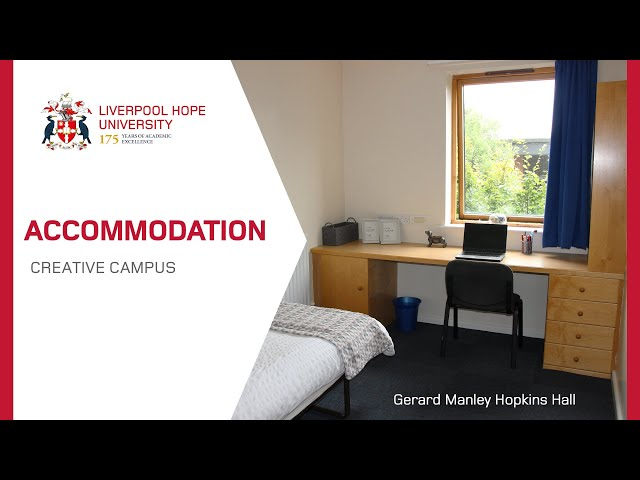 LIVERPOOL HOPE
UNIVERSITY
175 YEARS OF ACADEMIC
EXCELLENCE
ACCOMMODATION
CREATIVE CAMPUS
Gerard Manley Hopkins Hall